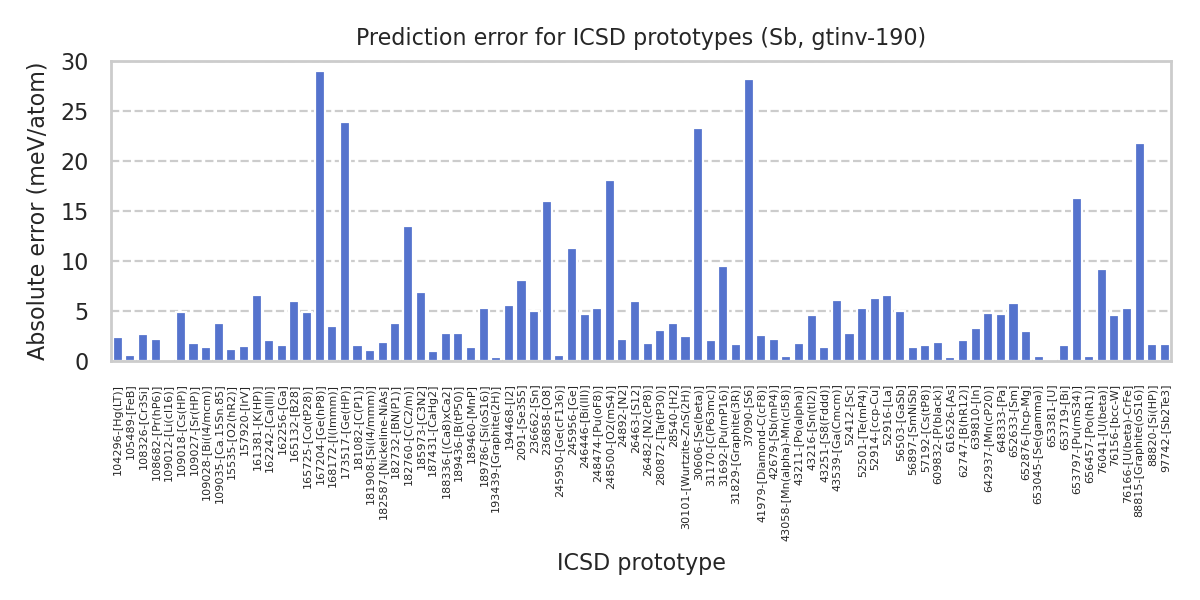 Prediction error for ICSD prototypes (Sb, gtinv-190)
Absolute error (meV/atom)
30
25
20
15
10
5
0
104296-[Hg(LT)]
105489-[FeB]
108326-[Cr3Si]
108682-[Pr(hP6)]
109012-[Li(cI16)]
109018-[Cs(HP)]
109027-[Sr(HP)]
109028-[Bi(I4/mcm)]
109035-[Ca.15Sn.85]
15535-[O2(hR2)]
157920-[IrV]
161381-[K(HP)]
162242-[Ca(III)]
162256-[Ga]
165132-[B28]
165725-[Co(tP28)]
167204-[Ge(hP8)]
168172-[I(Immm)]
173517-[Ge(HP)]
181082-[C(P1)]
181908-[Si(I4/mmm)]
182587-[Nickeline-NiAs]
182732-[BN(P1)]
182760-[C(C2/m)]
185973-[C3N2]
187431-[CaHg2]
188336-[(Ca8)xCa2]
189436-[B(tP50)]
189460-[MnP]
189786-[Si(oS16)]
193439-[Graphite(2H)]
194468-[I2]
2091-[Se3S5]
236662-[Sn]
236858-[O8]
245950-[Ge(cF136)]
245956-[Ge]
246446-[Bi(III)]
248474-[Pu(oF8)]
248500-[O2(mS4)]
24892-[N2]
26463-[S12]
26482-[N2(cP8)]
280872-[Ta(tP30)]
28540-[H2]
30101-[Wurtzite-ZnS(2H)]
30606-[Se(beta)]
31170-[C(P63mc)]
31692-[Pu(mP16)]
31829-[Graphite(3R)]
37090-[S6]
41979-[Diamond-C(cF8)]
42679-[Sb(mP4)]
43058-[Mn(alpha)-Mn(cI58)]
43211-[Po(alpha)]
43216-[Sn(tI2)]
43251-[S8(Fddd)]
43539-[Ga(Cmcm)]
52412-[Sc]
52501-[Te(mP4)]
52914-[ccp-Cu]
52916-[La]
56503-[GaSb]
56897-[SmNiSb]
57192-[Cs(tP8)]
609832-[P(black)]
616526-[As]
62747-[B(hR12)]
639810-[In]
642937-[Mn(cP20)]
648333-[Pa]
652633-[Sm]
652876-[hcp-Mg]
653045-[Se(gamma)]
653381-[U]
653719-[I]
653797-[Pu(mS34)]
656457-[Po(hR1)]
76041-[U(beta)]
76156-[bcc-W]
76166-[U(beta)-CrFe]
88815-[Graphite(oS16)]
88820-[Si(HP)]
97742-[Sb2Te3]
ICSD prototype